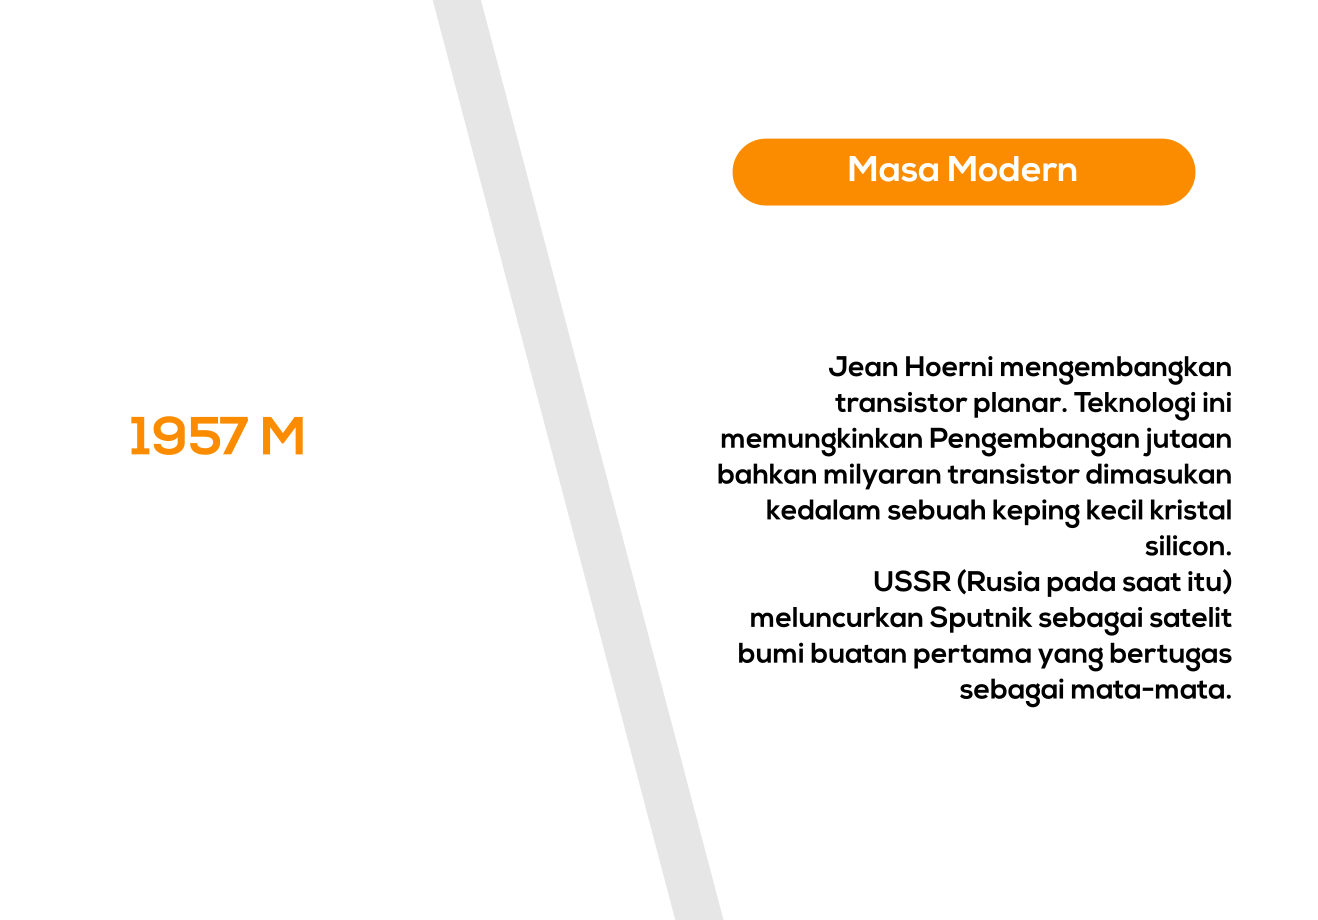 Masa Modern
1957 M
Jean Hoerni mengembangkan
transistor planar. Teknologi ini
memungkinkan Pengembangan jutaan
bahkan milyaran transistor dimasukan
kedalam sebuah keping kecil kristal
silicon.
USSR (Rusia pada saat itu)
meluncurkan Sputnik sebagai satelit
bumi buatan pertama yang bertugas
sebagai mata-mata.